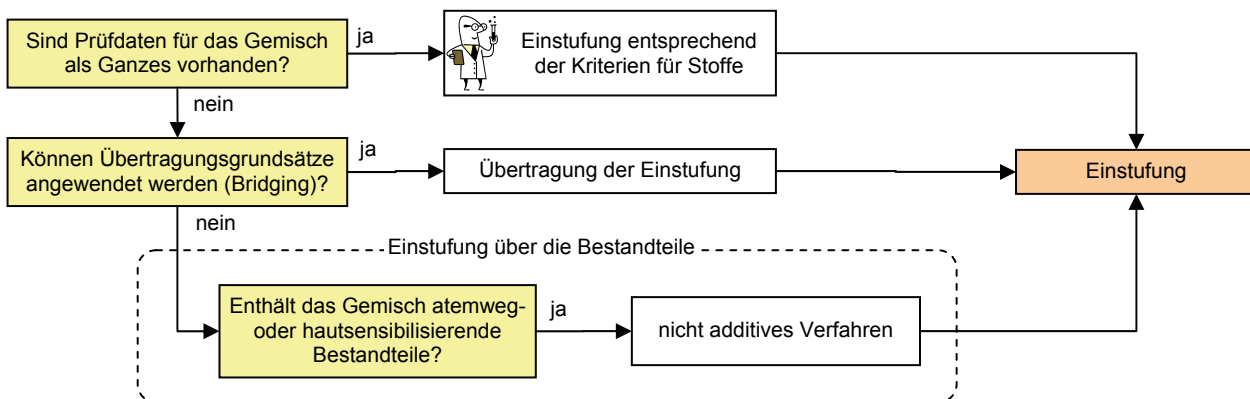 Sind Prüfdaten für das Gemisch
als Ganzes vorhanden?
ja
Einstufung entsprechend
der Kriterien für Stoffe
nein
Können Übertragungsgrundsätze
angewendet werden (Bridging)?
ja
Übertragung der Einstufung
Einstufung
nein
Einstufung über die Bestandteile
Enthält das Gemisch atemweg-
oder hautsensibilisierende
Bestandteile?
ja
nicht additives Verfahren